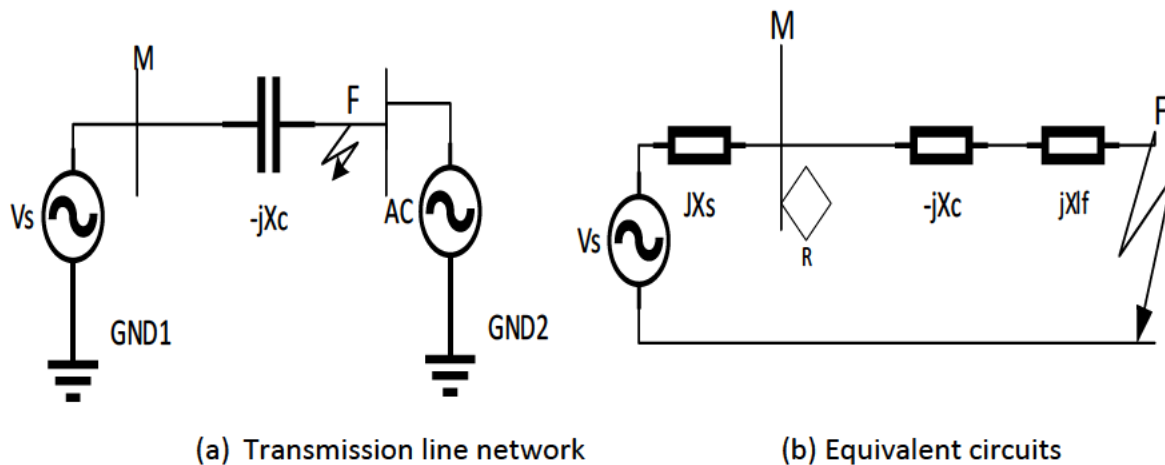 M
F
Vs
-jXc
AC
GND1
GND2
(a) Transmission line network
M
F
JXs
-jXc
jXlf
Vs
R
(b) Equivalent circuits